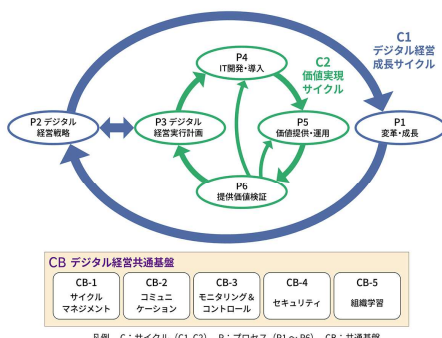 C1
デジタル経営
成長サイクル
P4
IT開発・導入
C2
価値実現
サイクル
P2 デジタル
経営戦略
P3 デジタル
経営実行計画
P5
価値提供・運用
P1
変革・成長
P6
提供価値検証
CB デジタル経営共通基盤
CB-1
サイクル
マネジメント
CB-2
コミュニ
ケーション
CB-3
モニタリング&
コントロール
CB-4
セキュリティ
CB-5
組織学習
凡例 C:サイクル(C1,C2) P:プロセス(P1～P6) CB:共通基盤